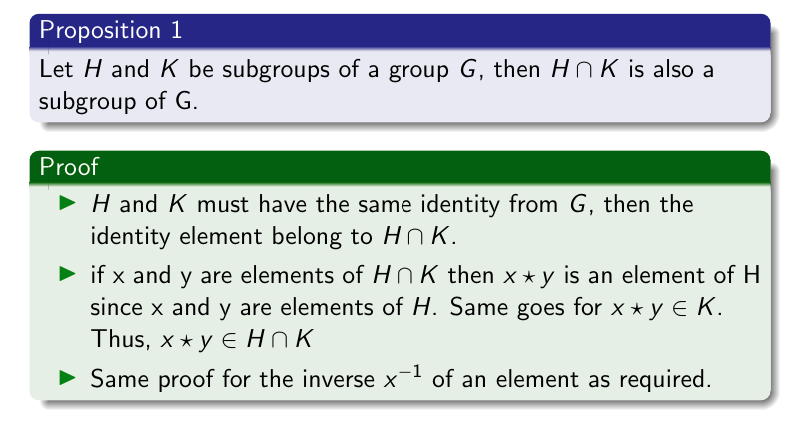 Proposition 1
Let H and K be subgroups of a group G, then H ∩ K is also a
subgroup of G.
Proof
▶ H and K must have the same identity from G, then the
identity element belong to H ∩ K.
▶ if x and y are elements of H ∩ K then x ⋆ y is an element of H
since x and y are elements of H. Same goes for x ⋆ y ∈ K.
Thus, x ⋆ y ∈ H ∩ K
▶ Same proof for the inverse x⁻¹ of an element as required.